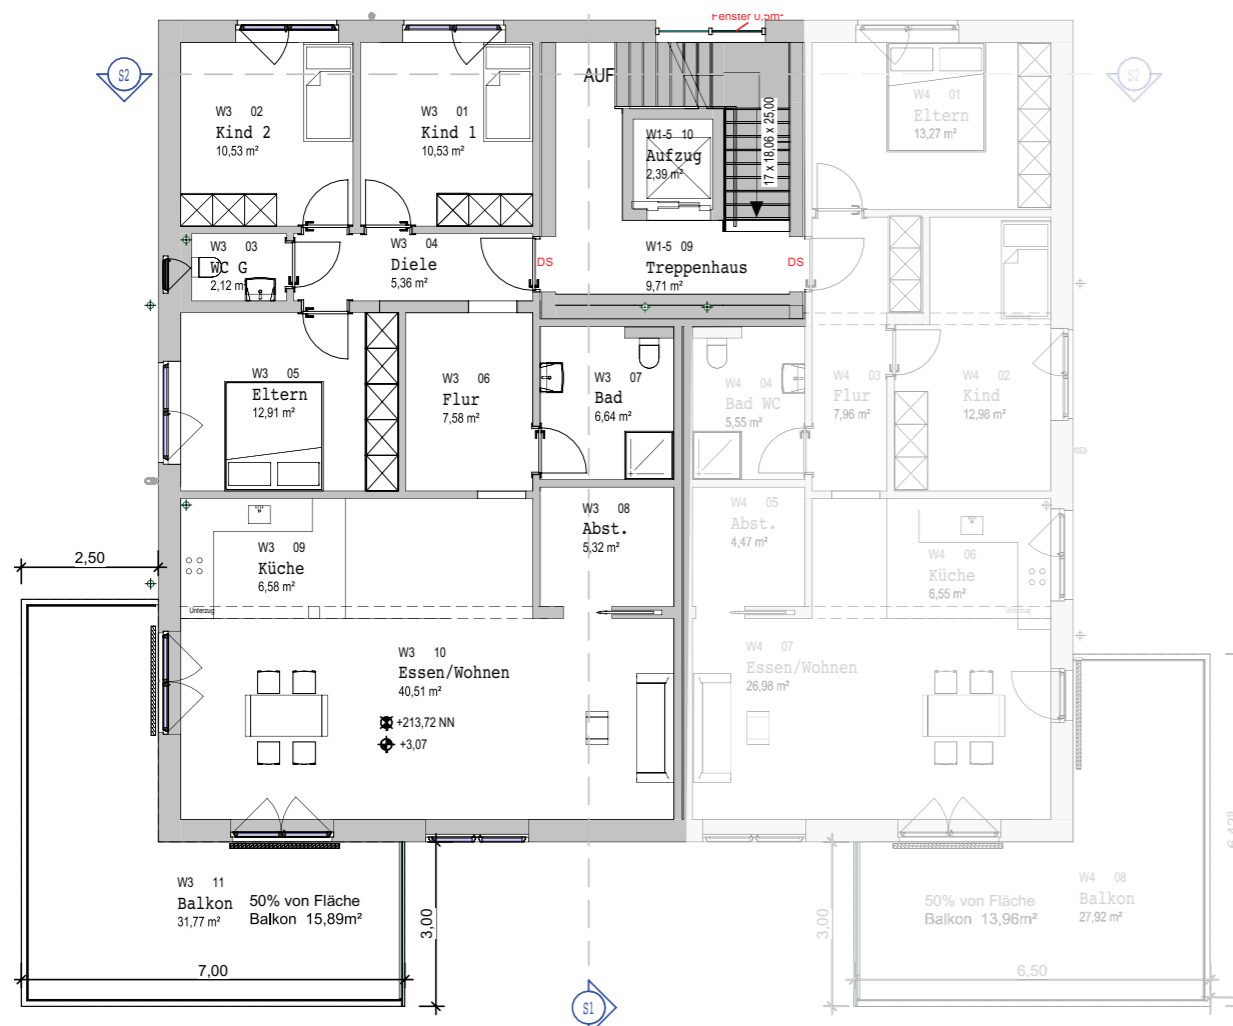 Fenster 0,5m²
S2
S2
AUF
17 x 18,06 x 25,00
W3 02
Kind 2
10,53 m²
W3 01
Kind 1
10,53 m²
W1-5 10
Aufzug
2,39 m²
W4 01
Eltern
13,27 m²
W3 03
WC G
2,12 m²
W3 04
Diele
5,36 m²
DS
W1-5 09
Treppenhaus
9,71 m²
DS
W3 05
Eltern
12,91 m²
W3 06
Flur
7,58 m²
W3 07
Bad
6,64 m²
W4 04
Bad WC
5,55 m²
W4 03
Flur
7,96 m²
W4 02
Kind
12,98 m²
W3 09
Küche
6,58 m²
W3 08
Abst.
5,32 m²
W4 05
Abst.
4,47 m²
W4 06
Küche
6,55 m²
2,50
Unterzug
Unterzug
W3 10
Essen/Wohnen
40,51 m²
+213,72 NN
+3,07
W4 07
Essen/Wohnen
26,98 m²
W3 11
Balkon
31,77 m²
50% von Fläche
Balkon 15,89m²
3,00
7,00
3,00
50% von Fläche
Balkon 13,96m²
W4 08
Balkon
27,92 m²
6,50
S1